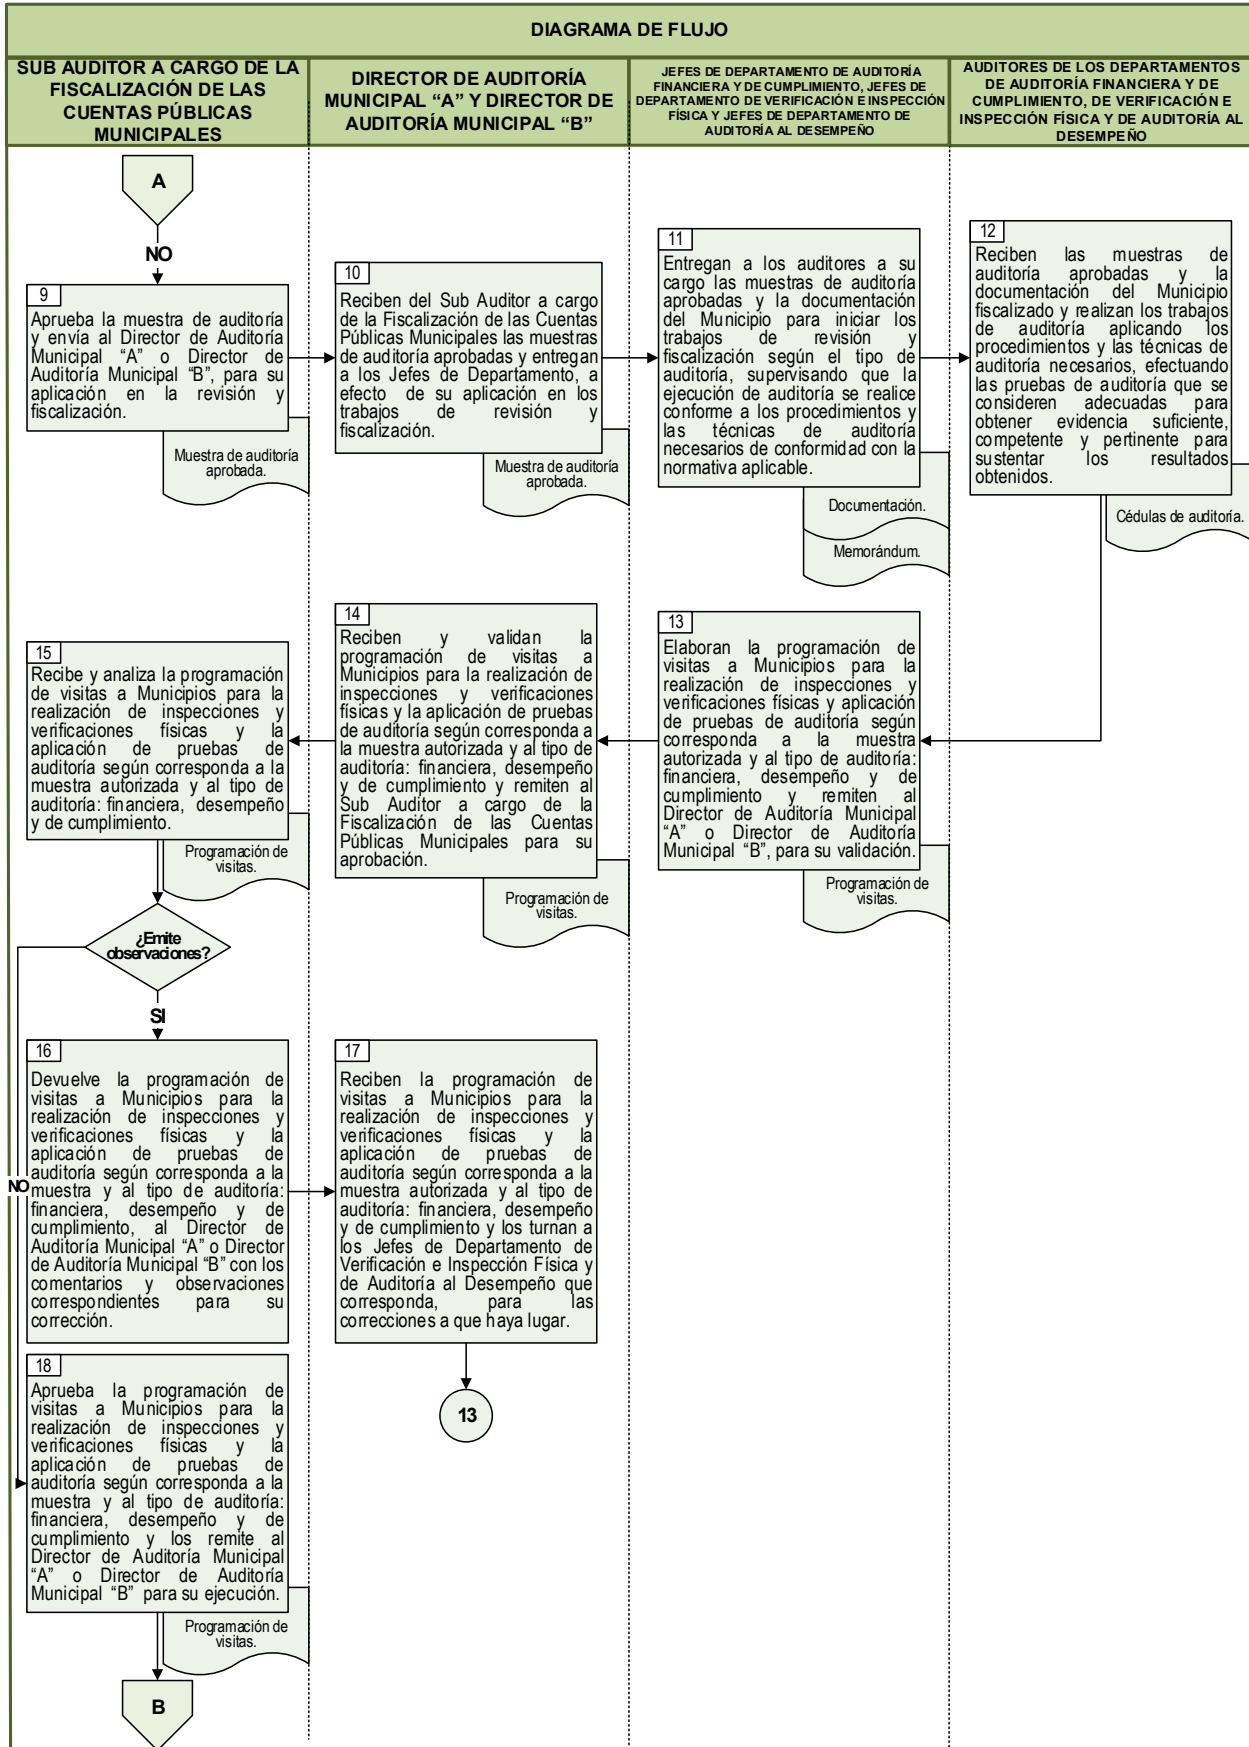 DIAGRAMA DE FLUJO
SUB AUDITOR A CARGO DE LA
FISCALIZACIÓN DE LAS
CUENTAS PÚBLICAS
MUNICIPALES
DIRECTOR DE AUDITORÍA
MUNICIPAL “A” Y DIRECTOR DE
AUDITORÍA MUNICIPAL “B”
JEFES DE DEPARTAMENTO DE AUDITORÍA
FINANCIERA Y DE CUMPLIMIENTO, JEFES DE
DEPARTAMENTO DE VERIFICACIÓN E INSPECCIÓN
FÍSICA Y JEFES DE DEPARTAMENTO DE
AUDITORÍA AL DESEMPEÑO
AUDITORES DE LOS DEPARTAMENTOS
DE AUDITORÍA FINANCIERA Y DE
CUMPLIMIENTO, DE VERIFICACIÓN E
INSPECCIÓN FÍSICA Y DE AUDITORÍA AL
DESEMPEÑO
A
NO
9
Aprueba la muestra de auditoría
y envía al Director de Auditoría
Municipal “A” o Director de
Auditoría Municipal “B”, para su
aplicación en la revisión y
fiscalización.
Muestra de auditoría
aprobada.
10
Reciben del Sub Auditor a cargo
de la Fiscalización de las Cuentas
Públicas Municipales las muestras
de auditoría aprobadas y entregan
a los Jefes de Departamento, a
efecto de su aplicación en los
trabajos de revisión y
fiscalización.
Muestra de auditoría
aprobada.
11
Entregan a los auditores a su
cargo las muestras de auditoría
aprobadas y la documentación
del Municipio para iniciar los
trabajos de revisión y
fiscalización según el tipo de
auditoría, supervisando que la
ejecución de auditoría se realice
conforme a los procedimientos y
las técnicas de auditoría
necesarios de conformidad con la
normativa aplicable.
Documentación.
Memorándum.
12
Reciben las muestras de
auditoría aprobadas y la
documentación del Municipio
fiscalizado y realizan los trabajos
de auditoría aplicando los
procedimientos y las técnicas de
auditoría necesarios, efectuando
las pruebas de auditoría que se
consideren adecuadas para
obtener evidencia suficiente,
competente y pertinente para
sustentar los resultados
obtenidos.
Cédulas de auditoría.
15
Recibe y analiza la programación
de visitas a Municipios para la
realización de inspecciones y
verificaciones físicas y la
aplicación de pruebas de
auditoría según corresponda a la
muestra autorizada y al tipo de
auditoría: financiera, desempeño
y de cumplimiento.
Programación de
visitas.
14
Reciben y validan la
programación de visitas a
Municipios para la realización de
inspecciones y verificaciones
físicas y la aplicación de pruebas
de auditoría según corresponda a
la muestra autorizada y al tipo de
auditoría: financiera, desempeño
y de cumplimiento y remiten al
Sub Auditor a cargo de la
Fiscalización de las Cuentas
Públicas Municipales para su
aprobación.
Programación de
visitas.
13
Elaboran la programación de
visitas a Municipios para la
realización de inspecciones y
verificaciones físicas y aplicación
de pruebas de auditoría según
corresponda a la muestra
autorizada y al tipo de auditoría:
financiera, desempeño y de
cumplimiento y remiten al
Director de Auditoría Municipal
“A” o Director de Auditoría
Municipal “B”, para su validación.
Programación de
visitas.
¿Emite
observaciones?
SI
NO
16
Devuelve la programación de
visitas a Municipios para la
realización de inspecciones y
verificaciones físicas y la
aplicación de pruebas de
auditoría según corresponda a la
muestra y al tipo de auditoría:
financiera, desempeño y de
cumplimiento, al Director de
Auditoría Municipal “A” o Director
de Auditoría Municipal “B” con los
comentarios y observaciones
correspondientes para su
corrección.
17
Reciben la programación de
visitas a Municipios para la
realización de inspecciones y
verificaciones físicas y la
aplicación de pruebas de
auditoría según corresponda a la
muestra autorizada y al tipo de
auditoría: financiera, desempeño
y de cumplimiento y los turnan a
los Jefes de Departamento de
Verificación e Inspección Física y
de Auditoría al Desempeño que
corresponda, para las
correcciones a que haya lugar.
13
18
Aprueba la programación de
visitas a Municipios para la
realización de inspecciones y
verificaciones físicas y la
aplicación de pruebas de
auditoría según corresponda a la
muestra y al tipo de auditoría:
financiera, desempeño y de
cumplimiento y los remite al
Director de Auditoría Municipal
“A” o Director de Auditoría
Municipal “B” para su ejecución.
Programación de
visitas.
B